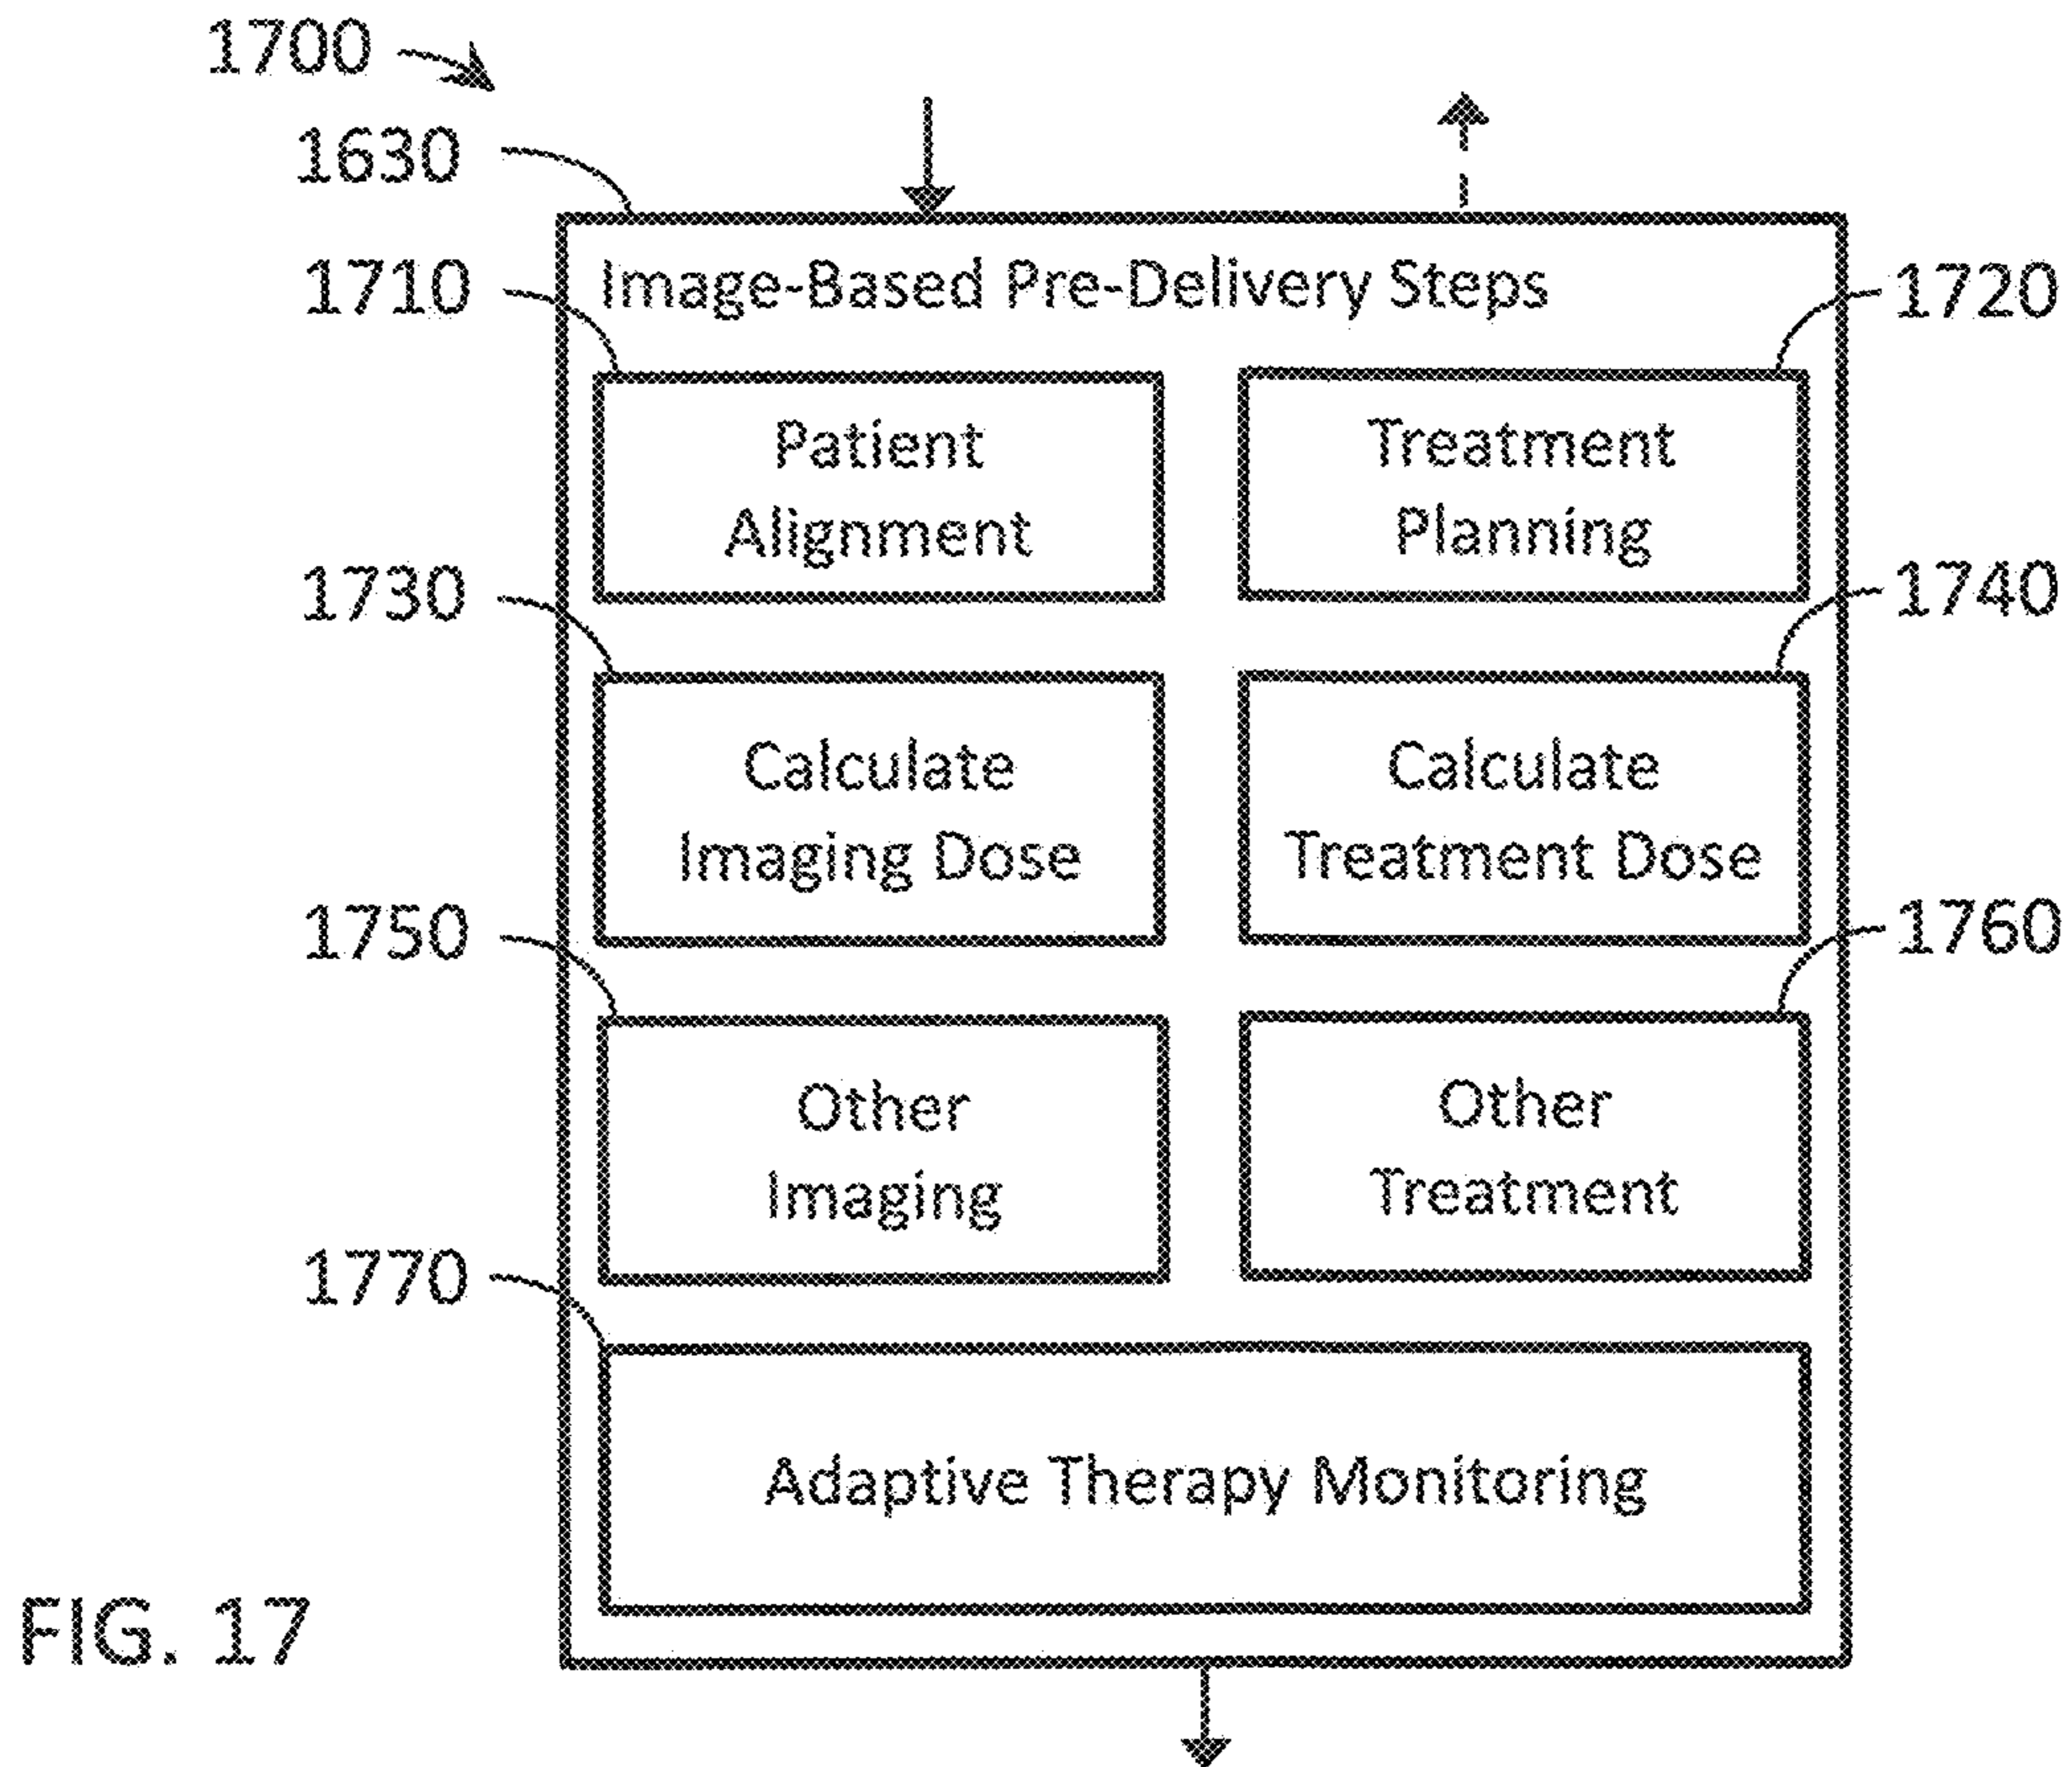 1700
1630
1710
Image-Based Pre-Delivery Steps
1720
Patient
Alignment
Treatment
Planning
1730
1740
Calculate
Imaging Dose
Calculate
Treatment Dose
1750
1760
Other
Imaging
Other
Treatment
1770
Adaptive Therapy Monitoring
FIG. 17